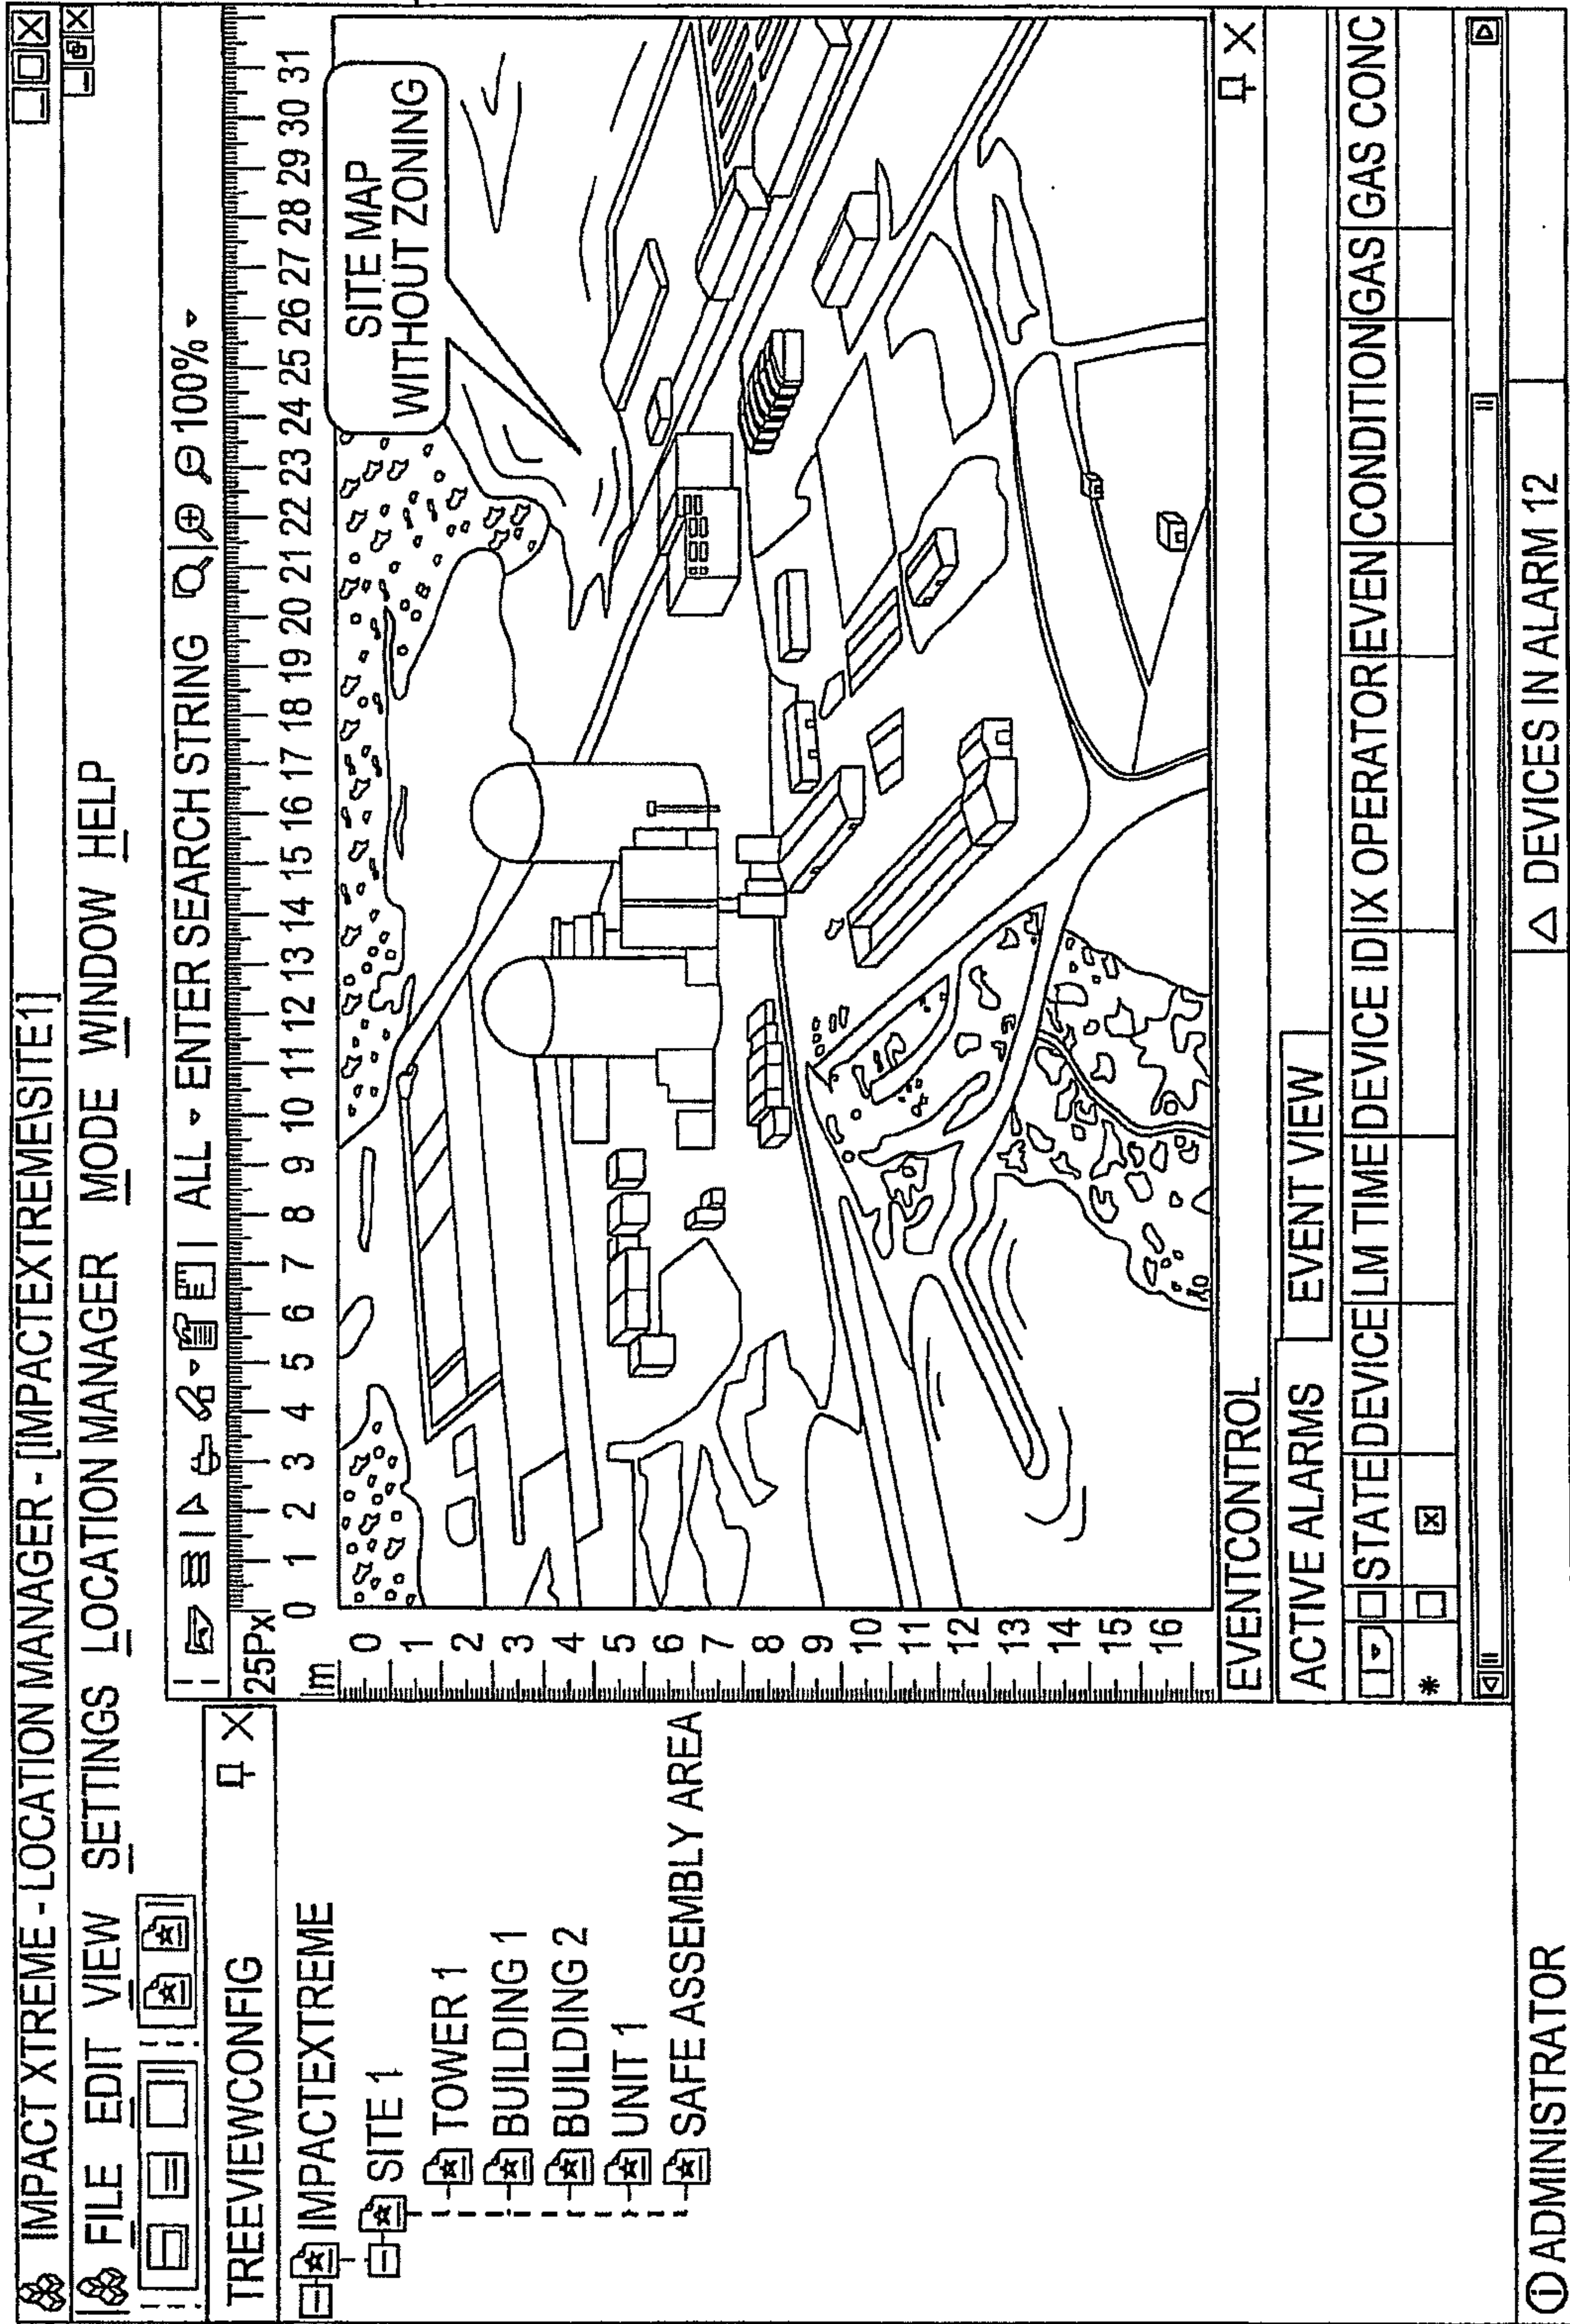 IMPACT XTREME - LOCATION MANAGER - [IMPACTEXTREME\SITE1]
FILE EDIT VIEW SETTINGS LOCATION MANAGER MODE WINDOW HELP
ALL ENTER SEARCH STRING 100%
TREEVIEWCONFIG
IMPACTEXTREME
SITE 1
TOWER 1
BUILDING 1
BUILDING 2
UNIT 1
SAFE ASSEMBLY AREA
25Px
0 1 2 3 4 5 6 7 8 9 10 11 12 13 14 15 16 17 18 19 20 21 22 23 24 25 26 27 28 29 30 31
m
0
1
2
3
4
5
6
7
8
9
10
11
12
13
14
15
16
SITE MAP
WITHOUT ZONING
EVENTCONTROL
ACTIVE ALARMS EVENT VIEW
STATE DEVICE LM TIME DEVICE ID IX OPERATOR EVEN CONDITION GAS GAS CONC
*
ADMINISTRATOR DEVICES IN ALARM 12